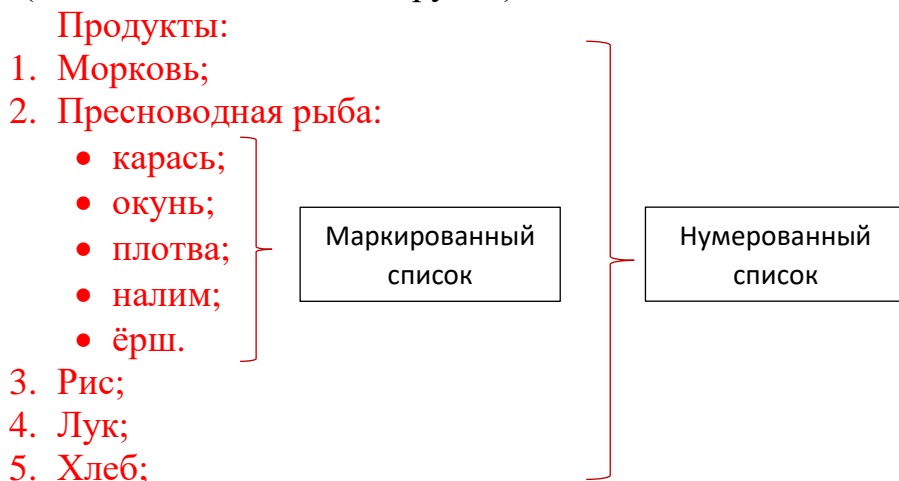 Продукты:
1. Морковь;
2. Пресноводная рыба:
• карась;
• окунь;
• плотва;
• налим;
• ёрш.
3. Рис;
4. Лук;
5. Хлеб;
Маркированный
список
Нумерованный
список